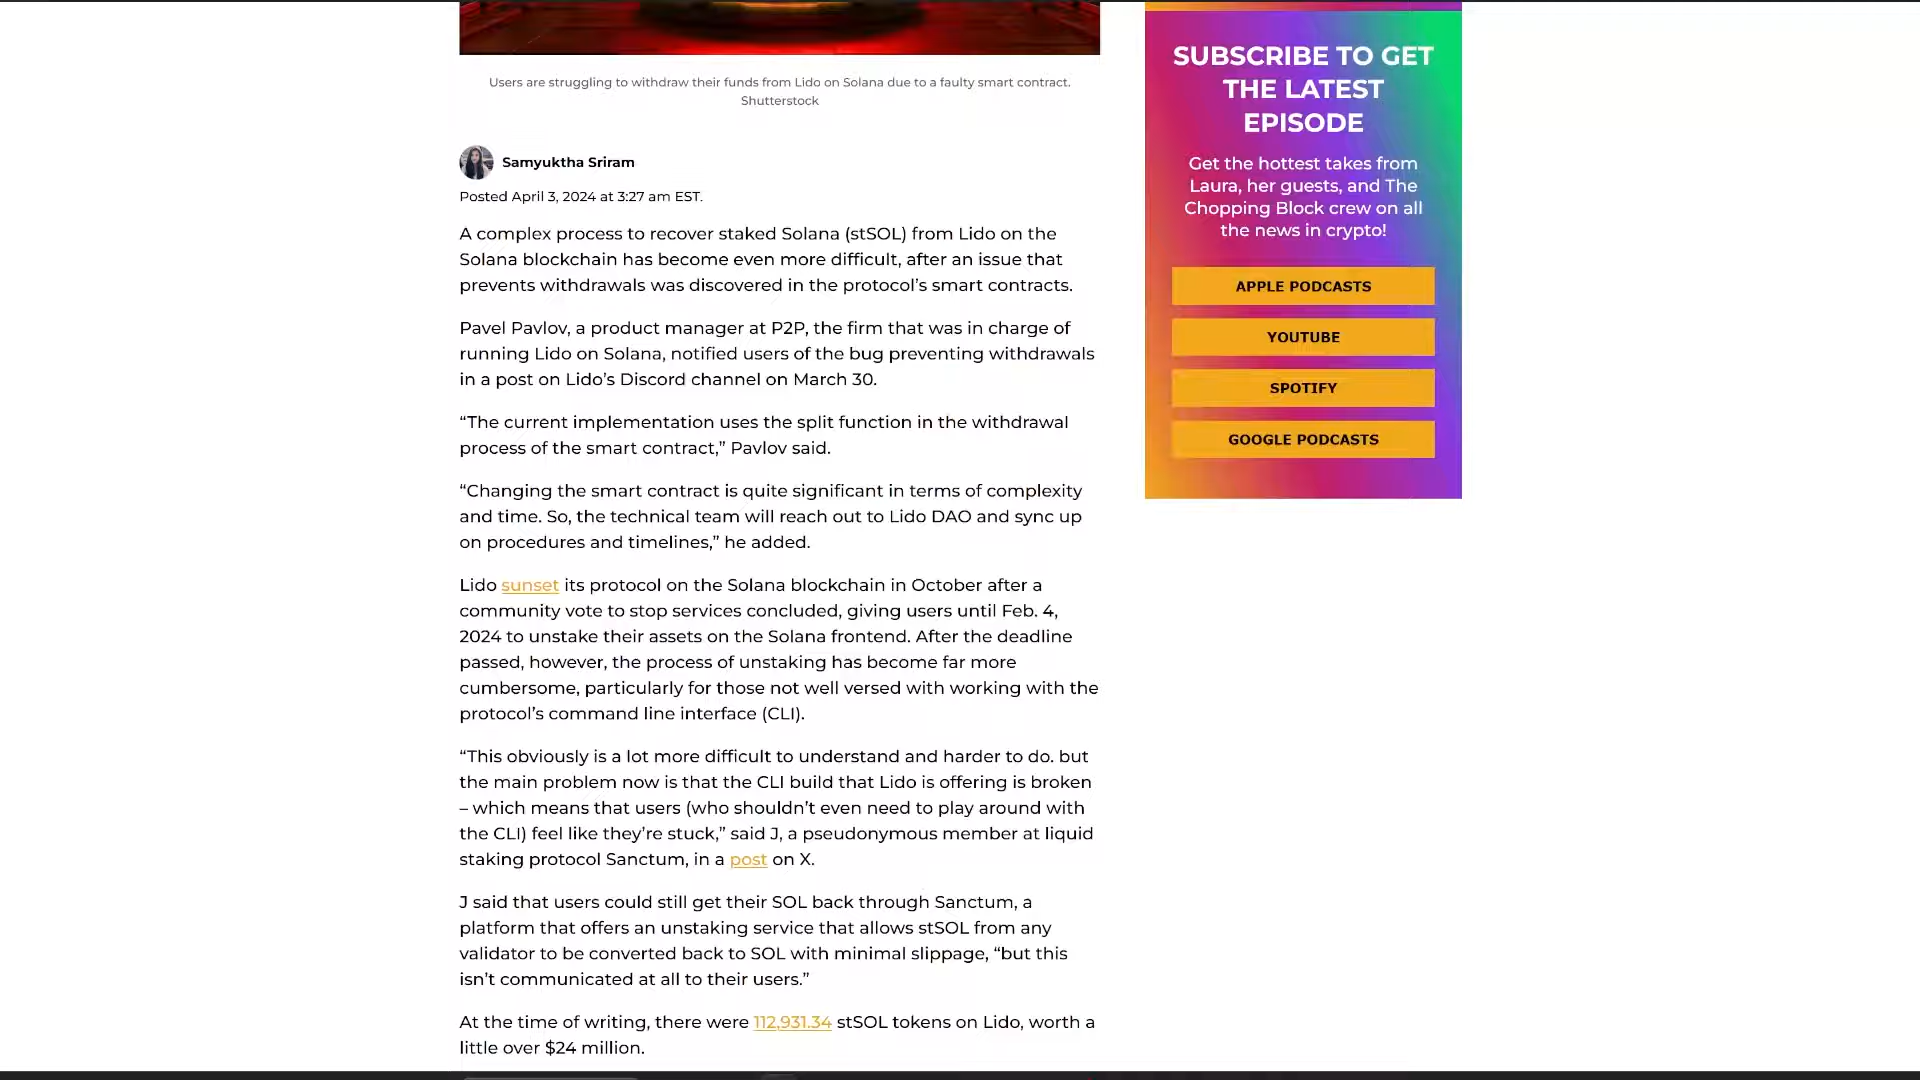 Users are struggling to withdraw their funds from Lido on Solana due to a faulty smart contract.
Shutterstock
Samyuktha Sriram
Posted April 3, 2024 at 3:27 am EST.
A complex process to recover staked Solana (stSOL) from Lido on the
Solana blockchain has become even more difficult, after an issue that
prevents withdrawals was discovered in the protocol’s smart contracts.
Pavel Pavlov, a product manager at P2P, the firm that was in charge of
running Lido on Solana, notified users of the bug preventing withdrawals
in a post on Lido’s Discord channel on March 30.
“The current implementation uses the split function in the withdrawal
process of the smart contract,” Pavlov said.
“Changing the smart contract is quite significant in terms of complexity
and time. So, the technical team will reach out to Lido DAO and sync up
on procedures and timelines,” he added.
Lido sunset its protocol on the Solana blockchain in October after a
community vote to stop services concluded, giving users until Feb. 4,
2024 to unstake their assets on the Solana frontend. After the deadline
passed, however, the process of unstaking has become far more
cumbersome, particularly for those not well versed with working with the
protocol’s command line interface (CLI).
“This obviously is a lot more difficult to understand and harder to do. but
the main problem now is that the CLI build that Lido is offering is broken
– which means that users (who shouldn’t even need to play around with
the CLI) feel like they’re stuck,” said J, a pseudonymous member at liquid
staking protocol Sanctum, in a post on X.
J said that users could still get their SOL back through Sanctum, a
platform that offers an unstaking service that allows stSOL from any
validator to be converted back to SOL with minimal slippage, “but this
isn’t communicated at all to their users.”
At the time of writing, there were 112,931.34 stSOL tokens on Lido, worth a
little over $24 million.
SUBSCRIBE TO GET
THE LATEST
EPISODE
Get the hottest takes from
Laura, her guests, and The
Chopping Block crew on all
the news in crypto!
APPLE PODCASTS
YOUTUBE
SPOTIFY
GOOGLE PODCASTS